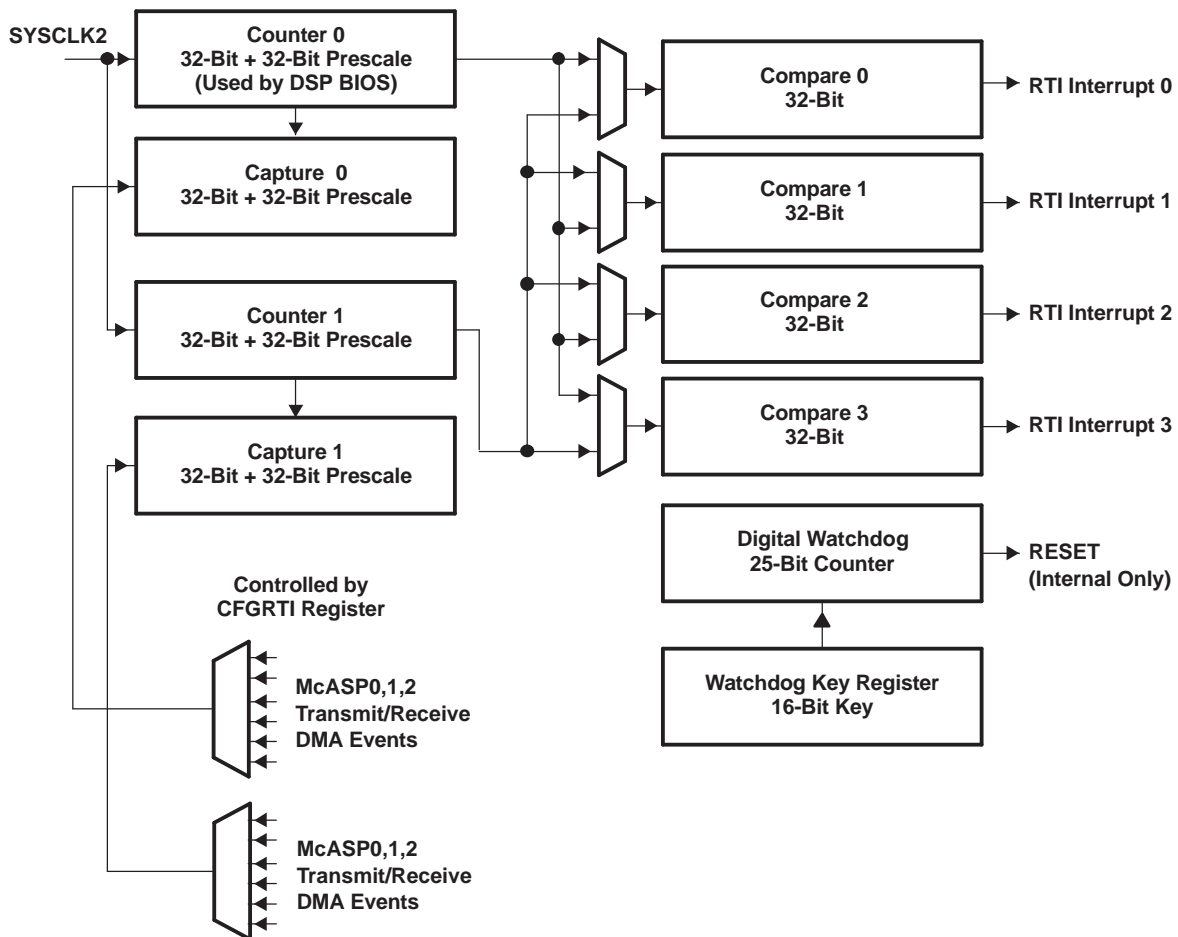 SYSCLK2
Counter 0
32-Bit + 32-Bit Prescale
(Used by DSP BIOS)
Capture 0
32-Bit + 32-Bit Prescale
Counter 1
32-Bit + 32-Bit Prescale
Capture 1
32-Bit + 32-Bit Prescale
Compare 0
32-Bit
RTI Interrupt 0
Compare 1
32-Bit
RTI Interrupt 1
Compare 2
32-Bit
RTI Interrupt 2
Compare 3
32-Bit
RTI Interrupt 3
Digital Watchdog
25-Bit Counter
RESET
(Internal Only)
Watchdog Key Register
16-Bit Key
Controlled by
CFGRTI Register
McASP0,1,2
Transmit/Receive
DMA Events
McASP0,1,2
Transmit/Receive
DMA Events